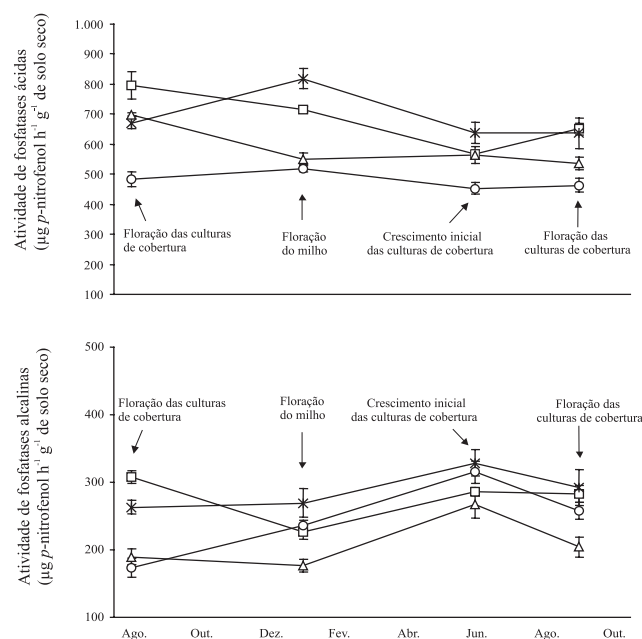 Atividade de fosfatases ácidas
(µg p-nitrofenol h⁻¹ g⁻¹ de solo seco)
1.000
900
800
700
600
500
400
300
200
100
Floração das culturas
de cobertura
Floração
do milho
Crescimento inicial
das culturas de cobertura
Floração das
culturas de cobertura
Atividade de fosfatases alcalinas
(µg p-nitrofenol h⁻¹ g⁻¹ de solo seco)
500
400
300
200
100
Floração das culturas
de cobertura
Floração
do milho
Crescimento inicial
das culturas de cobertura
Floração das
culturas de cobertura
Ago. Out. Dez. Fev. Abr. Jun. Ago. Out.